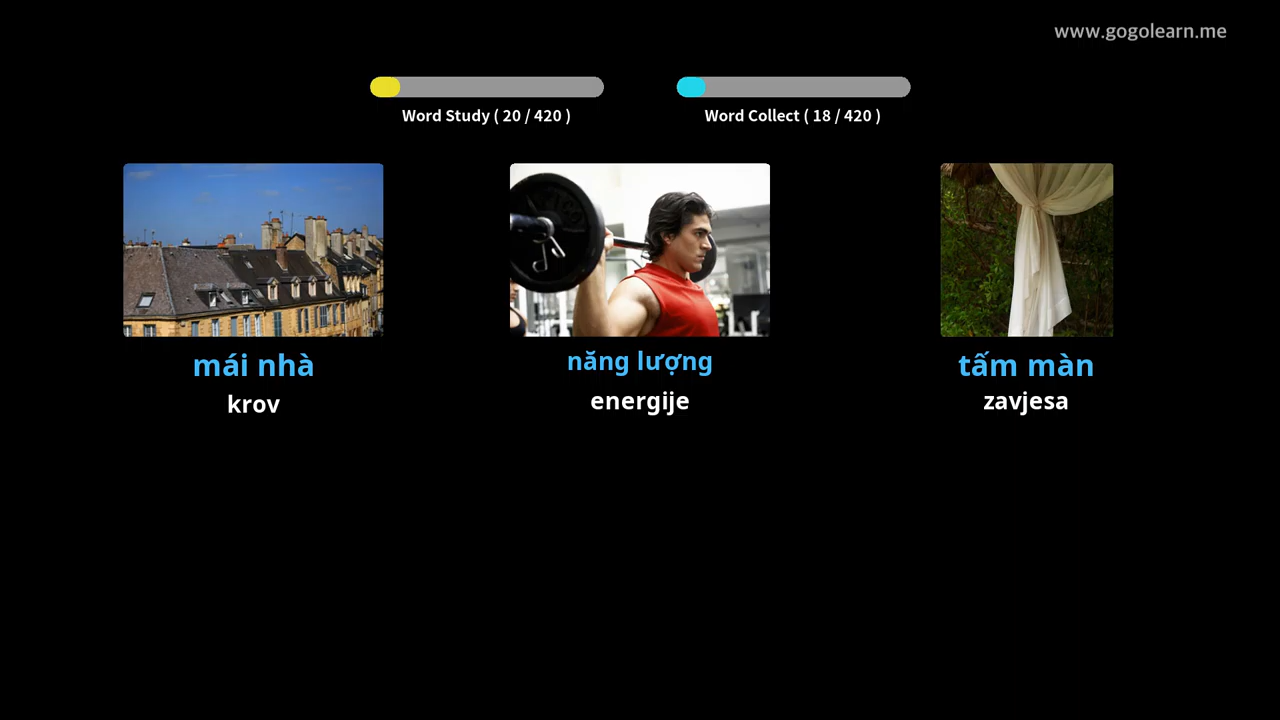 www.gogolearn.me
Word Study ( 20 / 420 )
Word Collect ( 18 / 420 )
mái nhà
năng lượng
tấm màn
krov
energije
zavjesa